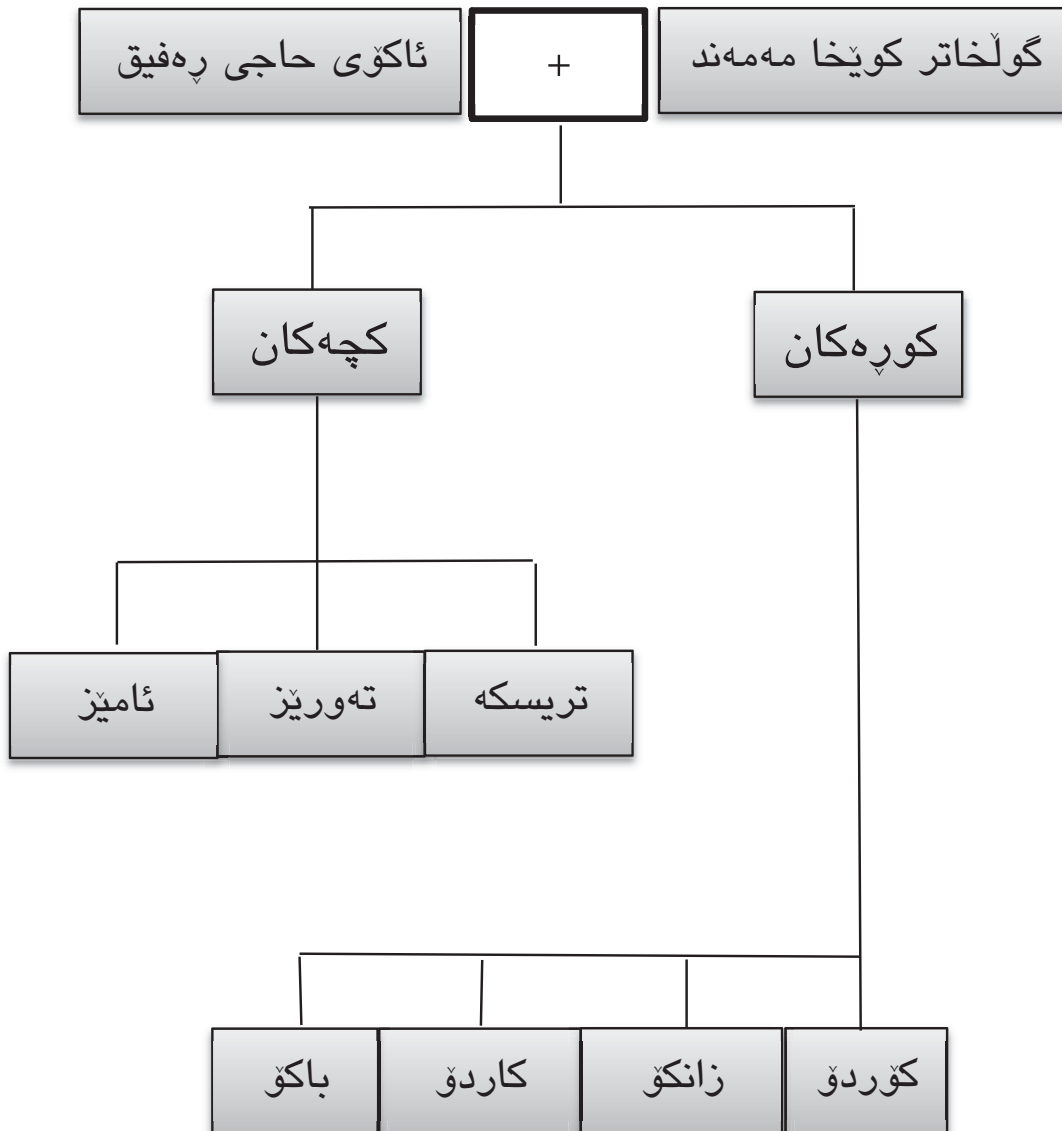 گوڵخاتر کوێخا مەمەند
+
ئاکۆی حاجی ڕەفیق
کوڕەکان
کچەکان
تریسکە
تەورێز
ئامێز
کۆردۆ
زانکۆ
کاردۆ
باکۆ